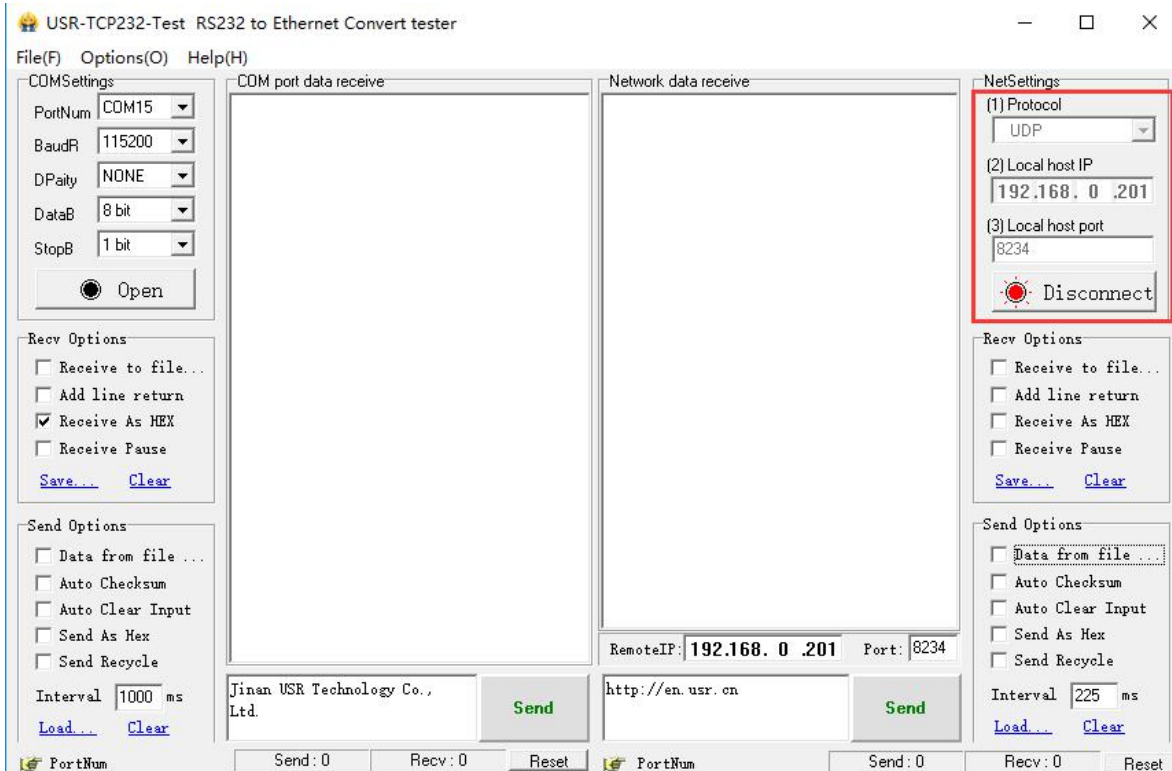 USR-TCP232-Test RS232 to Ethernet Convert tester
File(F) Options(O) Help(H)
COMSettings
PortNum COM15
BaudR 115200
DPaity NONE
DataB 8 bit
StopB 1 bit
Open
Recv Options
Receive to file...
Add line return
Receive As HEX
Receive Pause
Save... Clear
Send Options
Data from file ...
Auto Checksum
Auto Clear Input
Send As Hex
Send Recycle
Interval 1000 ms
Load... Clear
COM port data receive
Jinan USR Technology Co.,
Ltd.
Send
Network data receive
RemoteIP: 192.168. 0 .201 Port: 8234
http://en.usr.cn
Send
NetSettings
(1) Protocol
UDP
(2) Local host IP
192.168. 0 .201
(3) Local host port
8234
Disconnect
Recv Options
Receive to file...
Add line return
Receive As HEX
Receive Pause
Save... Clear
Send Options
Data from file ...
Auto Checksum
Auto Clear Input
Send As Hex
Send Recycle
Interval 225 ms
Load... Clear
PortNum Send : 0 Recv : 0 Reset
PortNum Send : 0 Recv : 0 Reset